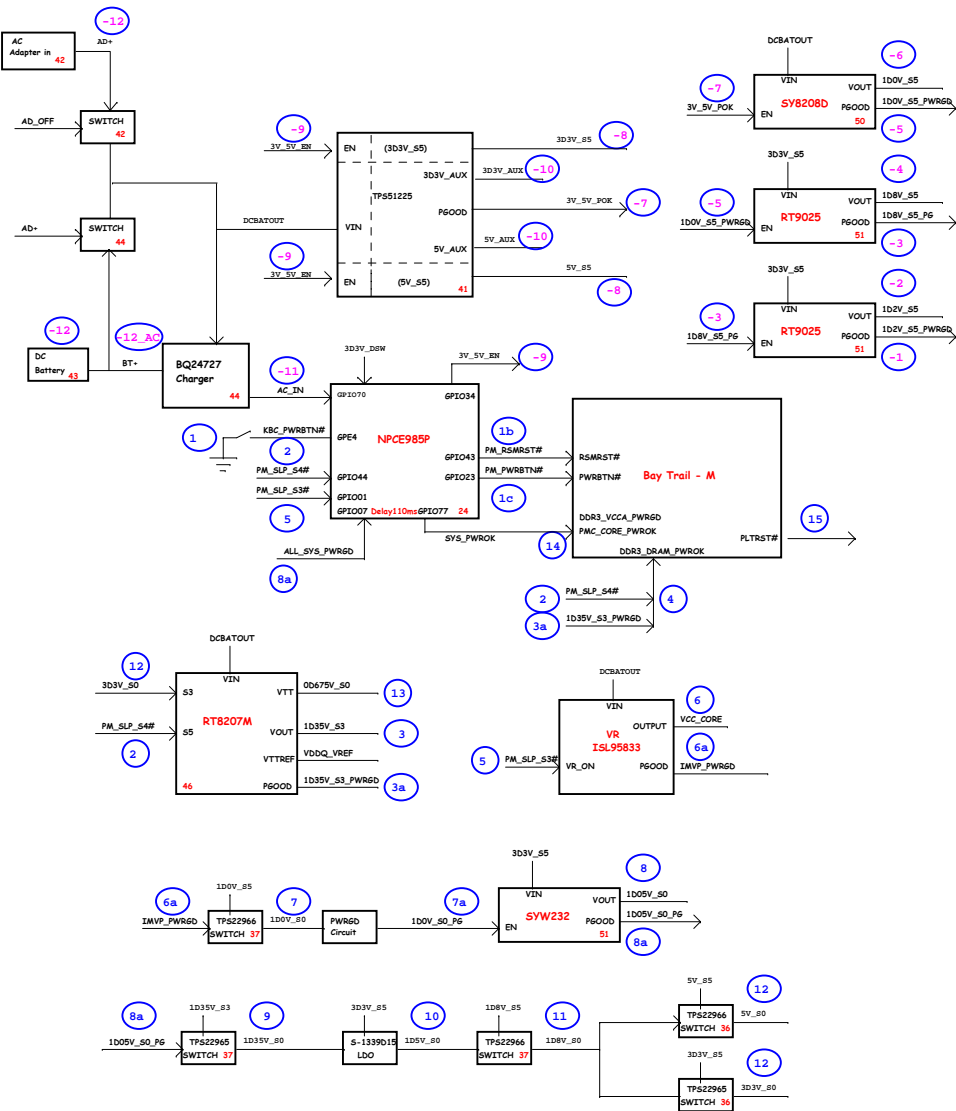 -12
AC
Adapter in
42
AD+
AD_OFF
SWITCH
42
AD+
SWITCH
44
-12
DC
Battery
43
-12_AC
BT+
BQ24727
Charger
44
DCBATOUT
-11
AC_IN
-9
3V_5V_EN
EN
(3D3V_S5)
3D3V_S5
-8
3D3V_AUX
3D3V_AUX
-10
TPS51225
PGOOD
3V_5V_POK
-7
VIN
5V_AUX
5V_AUX
-10
-9
3V_5V_EN
EN
(5V_S5)
41
5V_S5
-8
DCBATOUT
-7
3V_5V_POK
VIN
EN
SY8208D
VOUT
PGOOD
50
-6
1D0V_S5
1D0V_S5_PWRGD
-5
3D3V_S5
-5
1D0V_S5_PWRGD
VIN
EN
RT9025
VOUT
PGOOD
51
-4
1D8V_S5
1D8V_S5_PG
-3
3D3V_S5
-3
1D8V_S5_PG
VIN
EN
RT9025
VOUT
PGOOD
51
-2
1D2V_S5
1D2V_S5_PWRGD
-1
3D3V_DSW
3V_5V_EN
-9
GPIO70
GPIO34
1
KBC_PWRBTN#
2
GPE4
NPCE985P
GPIO43
1b
PM_RSMRST#
PM_SLP_S4#
GPIO44
GPIO23
PM_PWRBTN#
1c
PM_SLP_S3#
5
GPIO01
GPIO07
Delay110ms
GPIO77
24
ALL_SYS_PWRGD
8a
SYS_PWROK
14
RSMRST#
PWRBTN#
Bay Trail - M
DDR3_VCCA_PWRGD
PMC_CORE_PWROK
DDR3_DRAM_PWROK
PLTRST#
15
2
PM_SLP_S4#
4
3a
1D35V_S3_PWRGD
DCBATOUT
12
3D3V_S0
VIN
S3
VTT
0D675V_S0
13
RT8207M
PM_SLP_S4#
2
S5
VOUT
1D35V_S3
3
VTTREF
VDDQ_VREF
46
PGOOD
1D35V_S3_PWRGD
3a
DCBATOUT
VIN
OUTPUT
6
VCC_CORE
VR
ISL95833
5
PM_SLP_S3#
VR_ON
PGOOD
6a
IMVP_PWRGD
6a
IMVP_PWRGD
1D0V_S5
TPS22966
SWITCH 37
7
1D0V_S0
PWRGD
Circuit
7a
1D0V_S0_PG
3D3V_S5
VIN
EN
SYW232
VOUT
PGOOD
51
8
1D05V_S0
1D05V_S0_PG
8a
8a
1D05V_S0_PG
1D35V_S3
TPS22965
SWITCH 37
9
1D35V_S0
3D3V_S5
S-1339D15
LDO
10
1D5V_S0
1D8V_S5
TPS22966
SWITCH 37
11
1D8V_S0
5V_S5
TPS22966
SWITCH 36
12
5V_S0
3D3V_S5
TPS22965
SWITCH 36
12
3D3V_S0